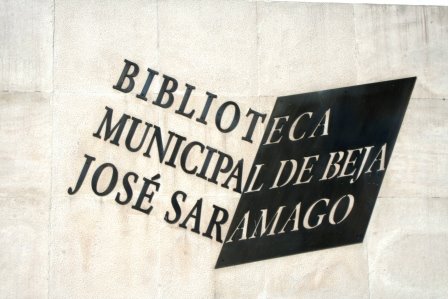 BIBLIOTECA
MUNICIPAL DE BEJA
JOSÉ SARAMAGO